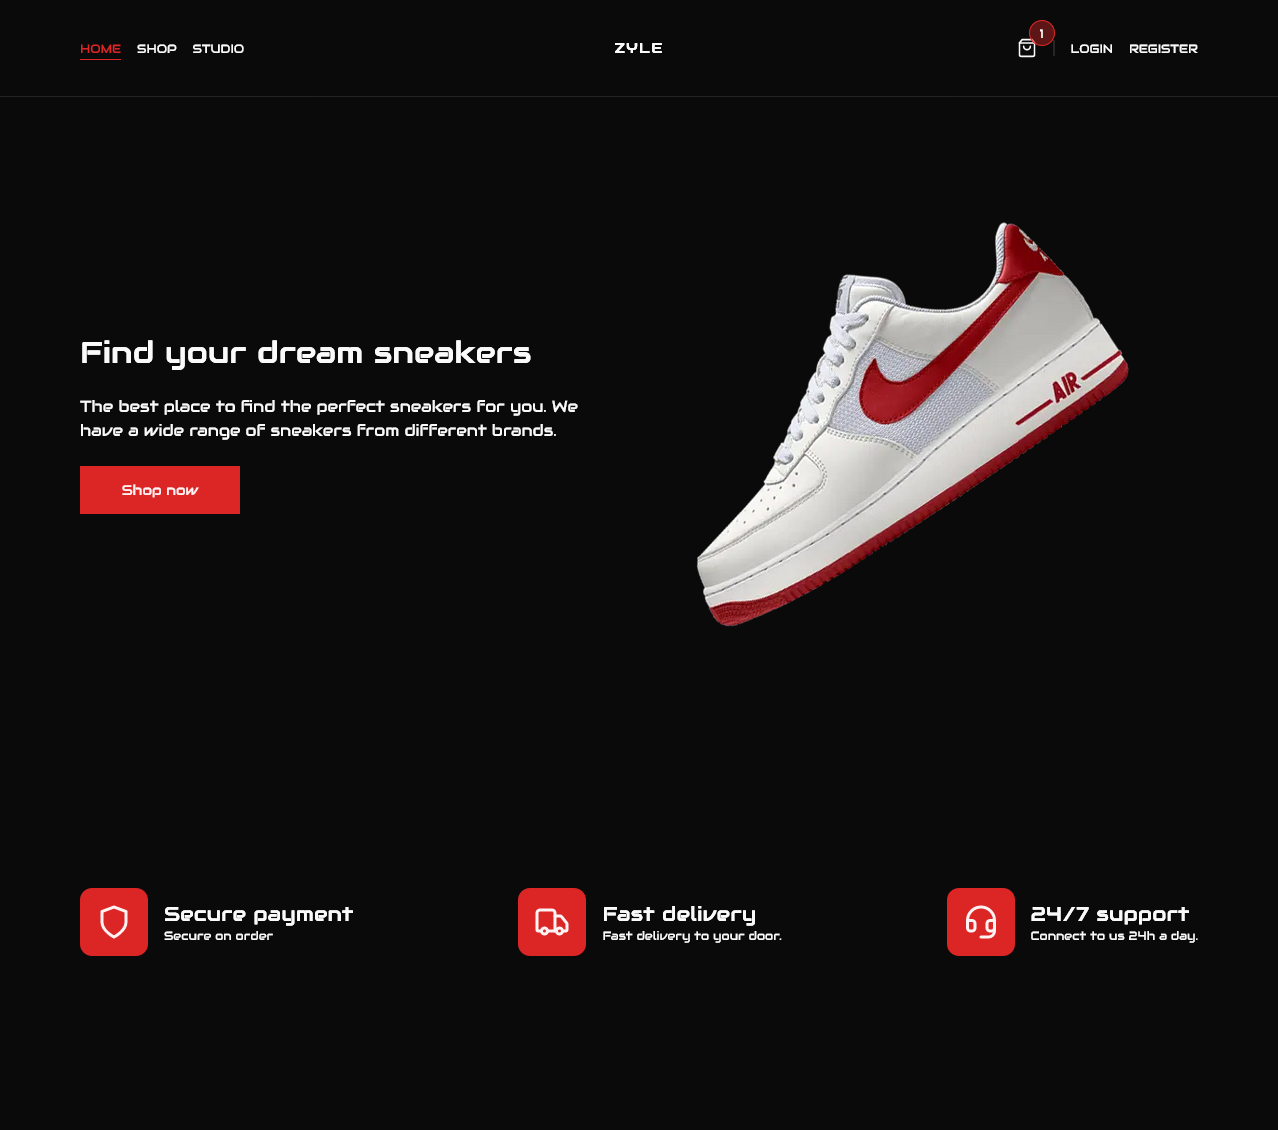 HOME SHOP STUDIO
ZYLE
1
LOGIN REGISTER
Find your dream sneakers
The best place to find the perfect sneakers for you. We
have a wide range of sneakers from different brands.
Shop now
AIR
Secure payment
Secure on order
Fast delivery
Fast delivery to your door.
24/7 support
Connect to us 24h a day.